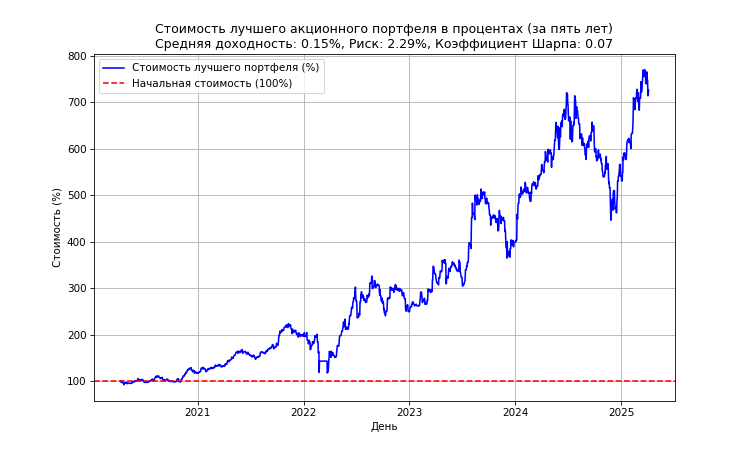 Стоимость лучшего акционного портфеля в процентах (за пять лет)
Средняя доходность: 0.15%, Риск: 2.29%, Коэффициент Шарпа: 0.07
Стоимость лучшего портфеля (%)
Начальная стоимость (100%)
Стоимость (%)
800
700
600
500
400
300
200
100
2021
2022
2023
2024
2025
День